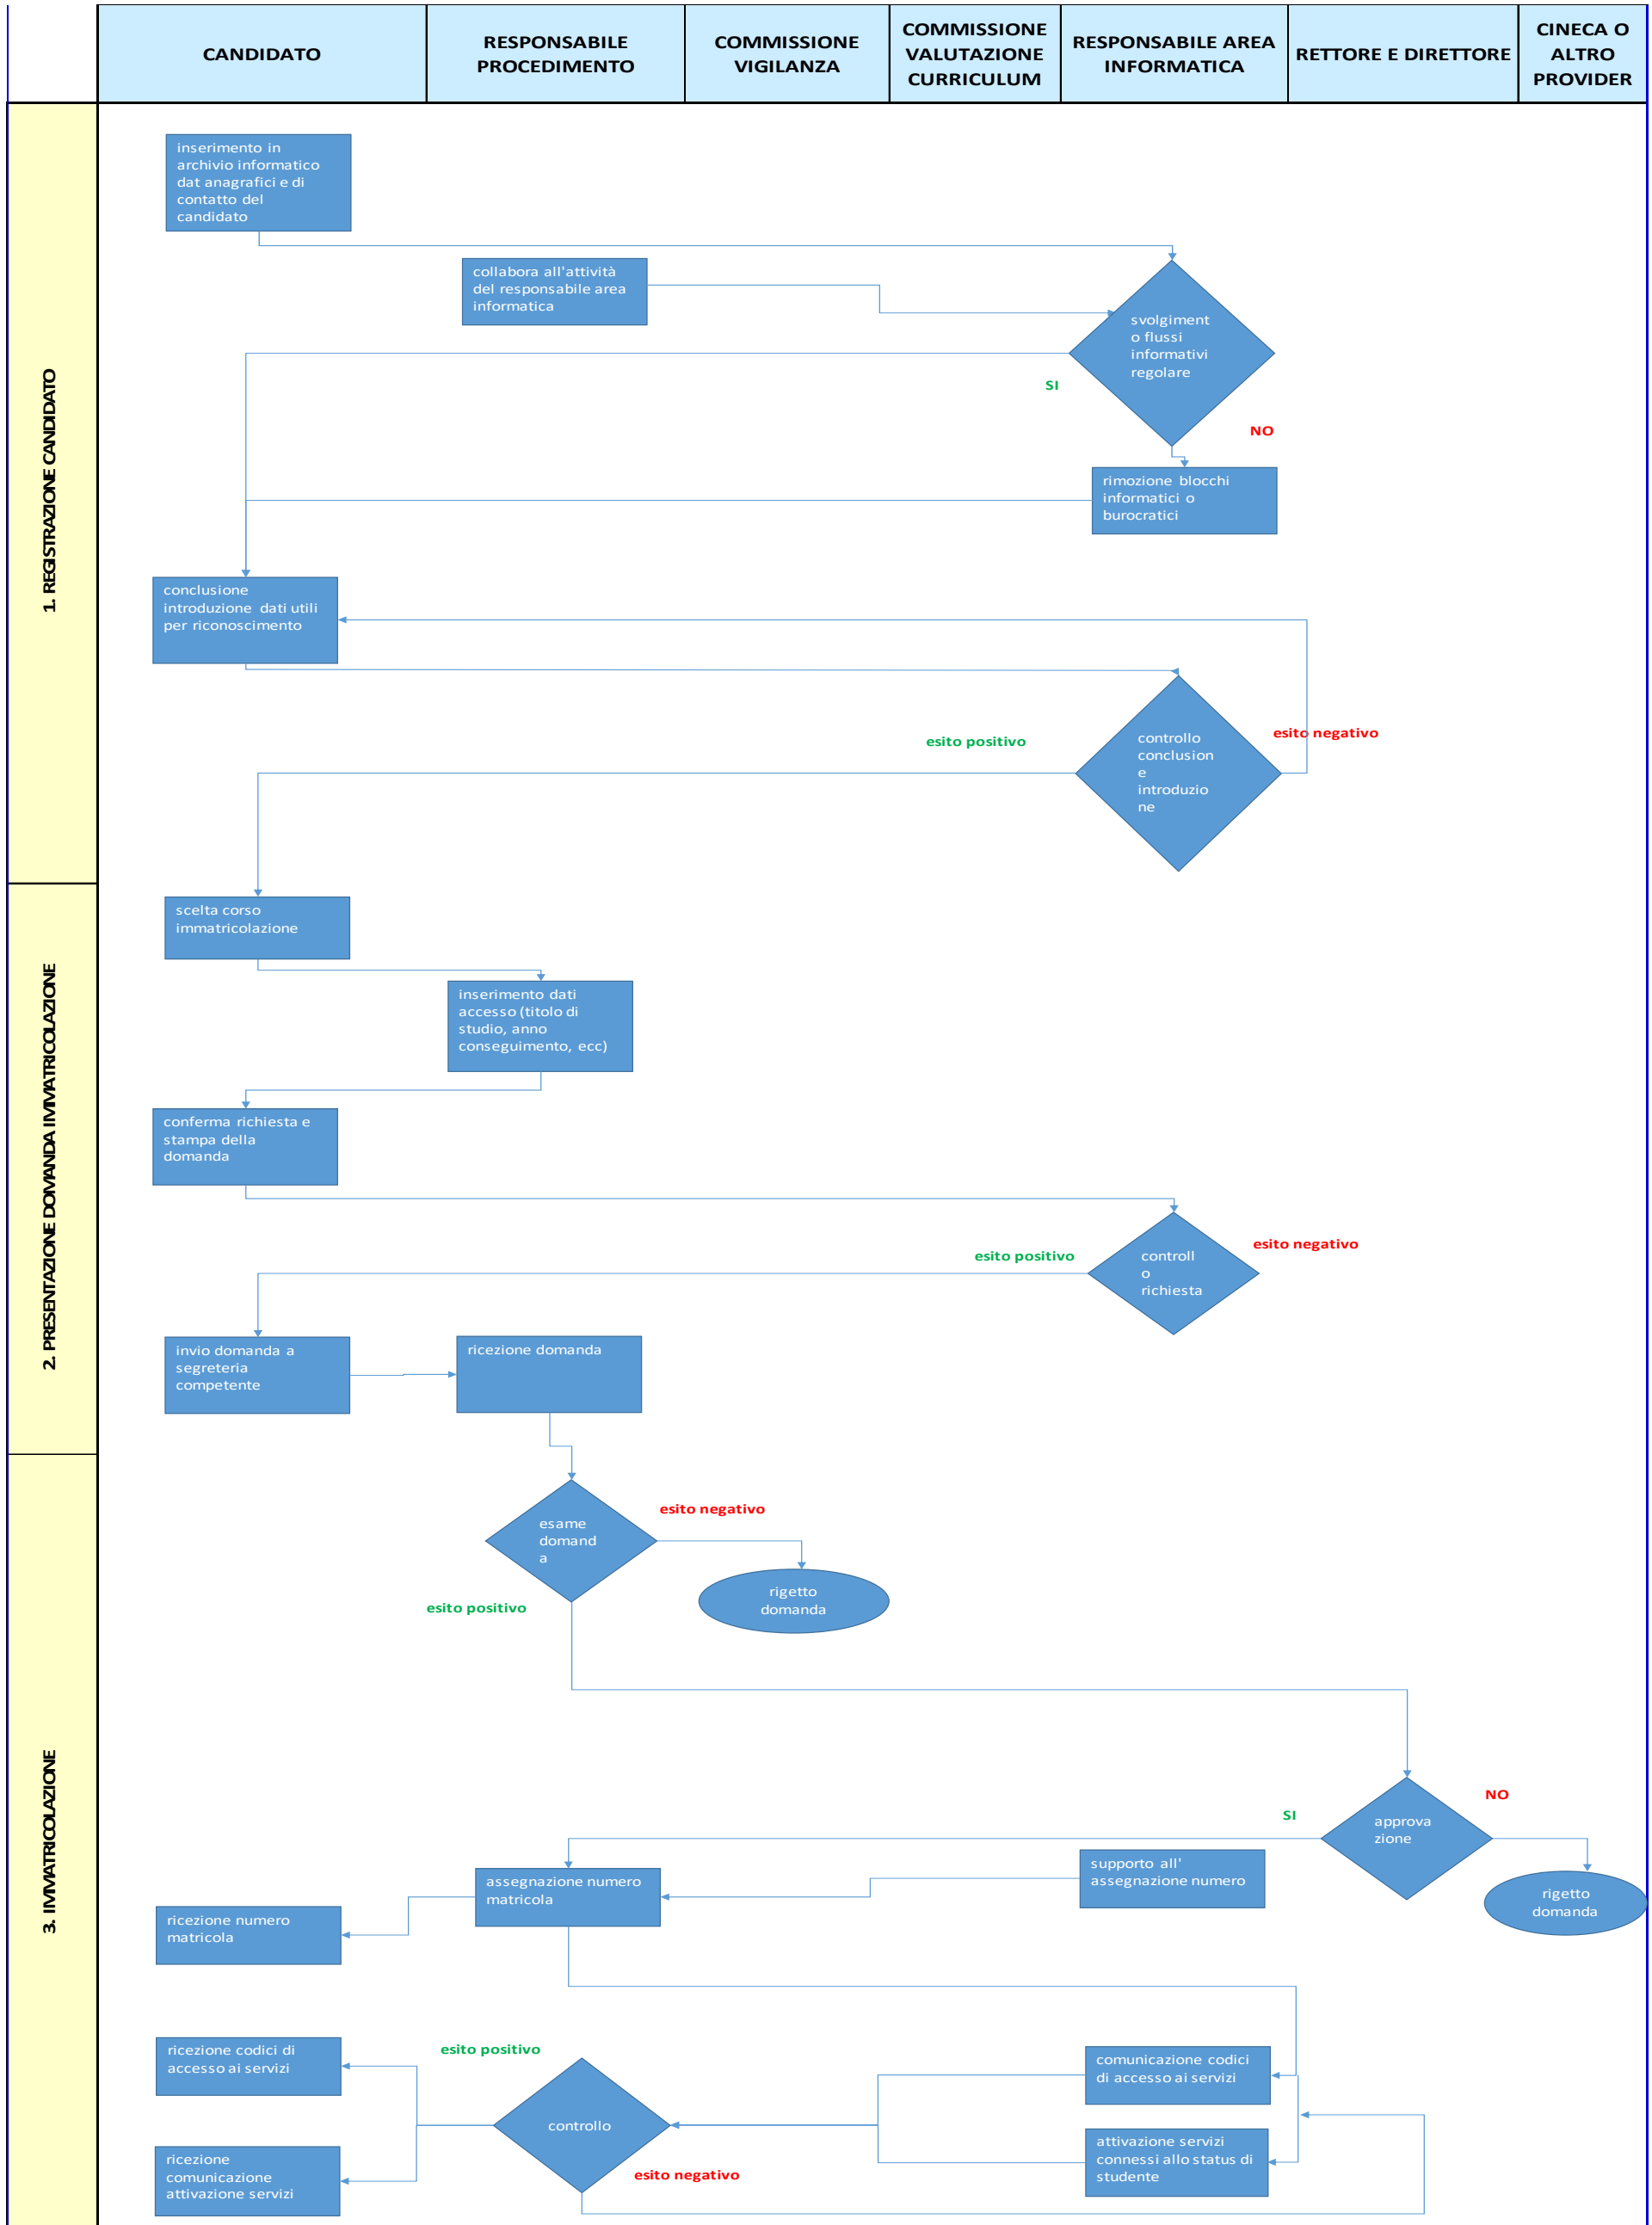 CANDIDATO
RESPONSABILE
PROCEDIMENTO
COMMISSIONE
VIGILANZA
COMMISSIONE
VALUTAZIONE
CURRICULUM
RESPONSABILE AREA
INFORMATICA
RETTORE E DIRETTORE
CINECA O
ALTRO
PROVIDER
1. REGISTRAZIONE CANDIDATO
inserimento in
archivio informatico
dat anagrafici e di
contatto del
candidato
collabora all'attività
del responsabile area
informatica
svolgiment
o flussi
informativi
regolare
SI
NO
rimozione blocchi
informatici o
burocratici
conclusione
introduzione dati utili
per riconoscimento
esito positivo
controllo
conclusion
e
introduzio
ne
esito negativo
2. PRESENTAZIONE DOMANDA IMMATRICOLAZIONE
scelta corso
immatricolazione
inserimento dati
accesso (titolo di
studio, anno
conseguimento, ecc)
conferma richiesta e
stampa della
domanda
esito positivo
controll
o
richiesta
esito negativo
invio domanda a
segreteria
competente
ricezione domanda
3. IMMATRICOLAZIONE
esame
domand
a
esito negativo
rigetto
domanda
esito positivo
SI
approva
zione
NO
rigetto
domanda
supporto all'
assegnazione numero
assegnazione numero
matricola
ricezione numero
matricola
ricezione codici di
accesso ai servizi
esito positivo
controllo
esito negativo
comunicazione codici
di accesso ai servizi
attivazione servizi
connessi allo status di
studente
ricezione
comunicazione
attivazione servizi